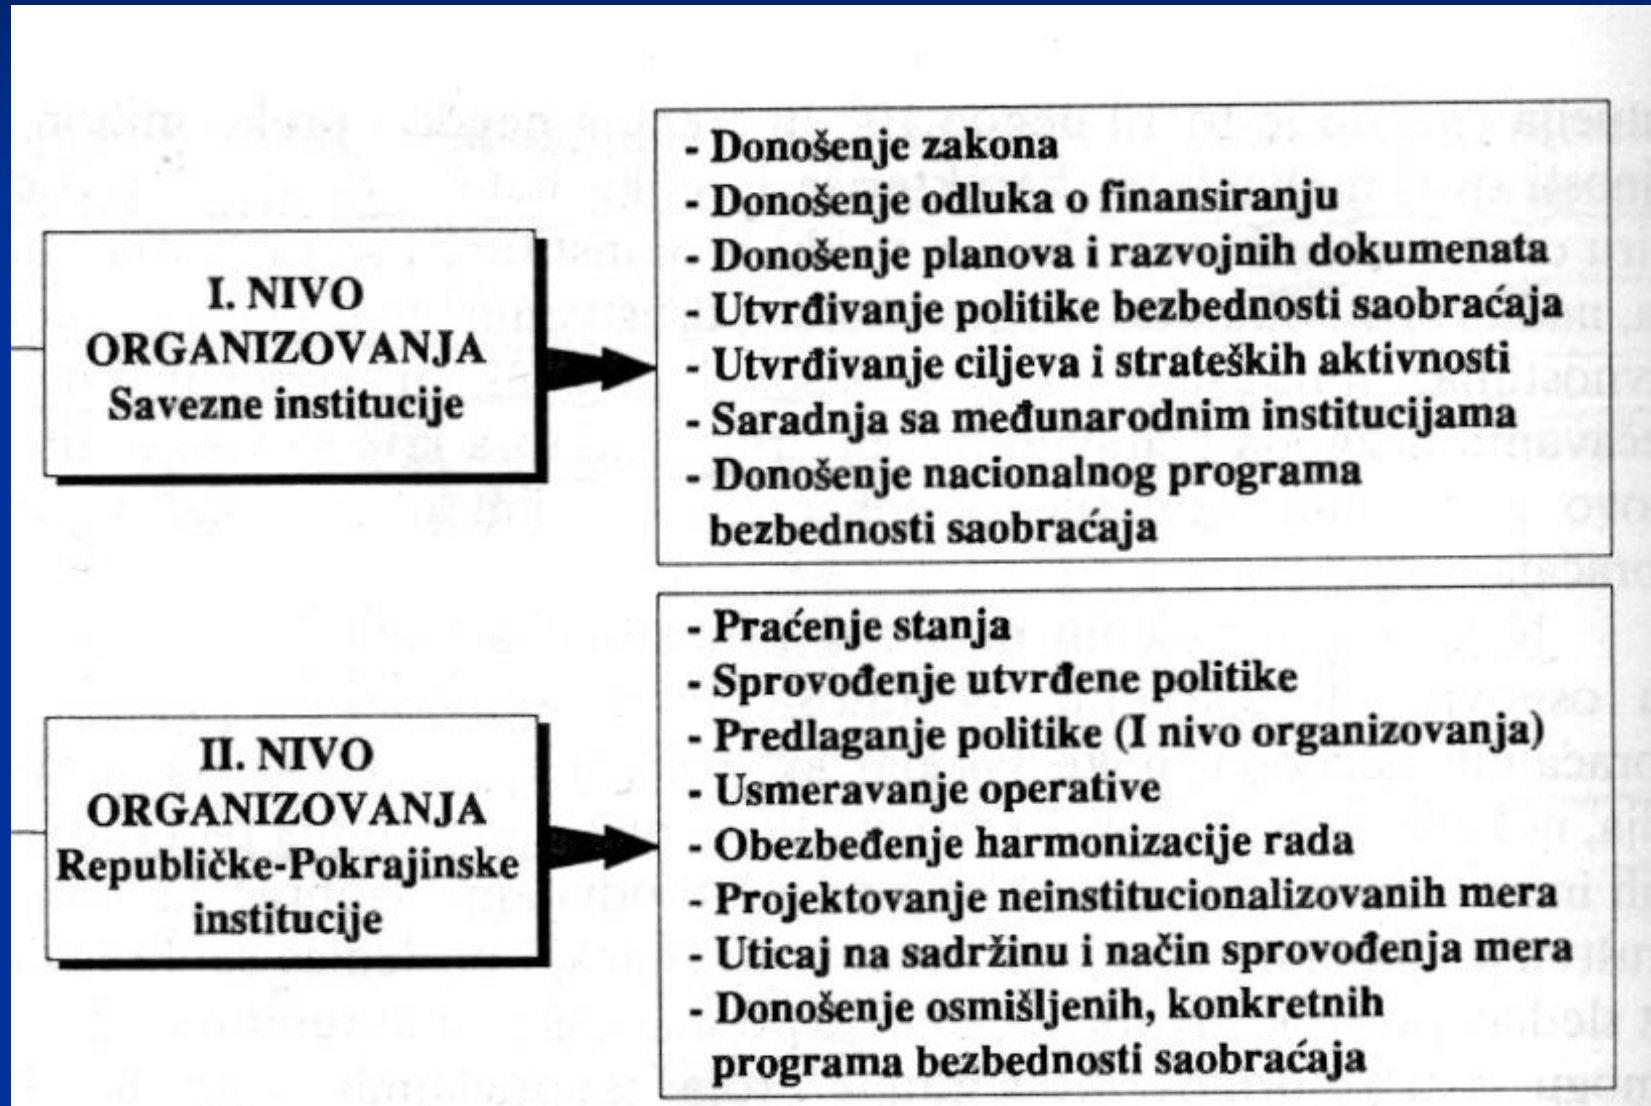 I. NIVO
ORGANIZOVANJA
Savezne institucije
- Donošenje zakona
- Donošenje odluka o finansiranju
- Donošenje planova i razvojnih dokumenata
- Utvrđivanje politike bezbednosti saobraćaja
- Utvrđivanje ciljeva i strateških aktivnosti
- Saradnja sa međunarodnim institucijama
- Donošenje nacionalnog programa
bezbednosti saobraćaja
II. NIVO
ORGANIZOVANJA
Republičke-Pokrajinske
institucije
- Praćenje stanja
- Sprovođenje utvrđene politike
- Predlaganje politike (I nivo organizovanja)
- Usmeravanje operative
- Obezbeđenje harmonizacije rada
- Projektovanje neinstitucionalizovanih mera
- Uticaj na sadržinu i način sprovođenja mera
- Donošenje osmišljenih, konkretnih
programa bezbednosti saobraćaja